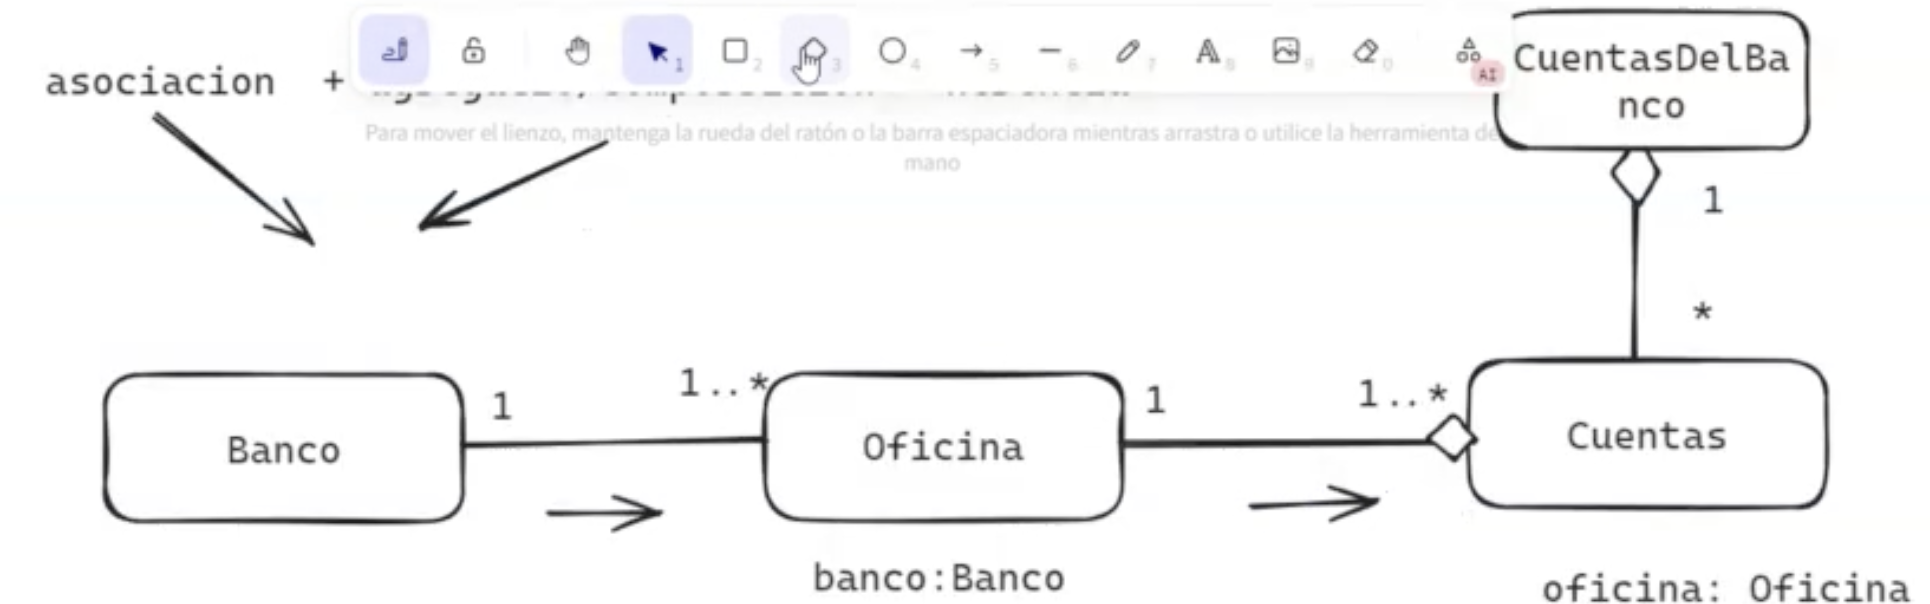 CuentasDelBa
nco
asociacion +
1 2 3 4 5 6 7 8 9 0 AI
Para mover el lienzo, mantenga la rueda del ratón o la barra espaciadora mientras arrastra o utilice la herramienta de
mano
1
*
1 1..* 1 1..*
Banco Oficina Cuentas
banco:Banco
oficina: Oficina